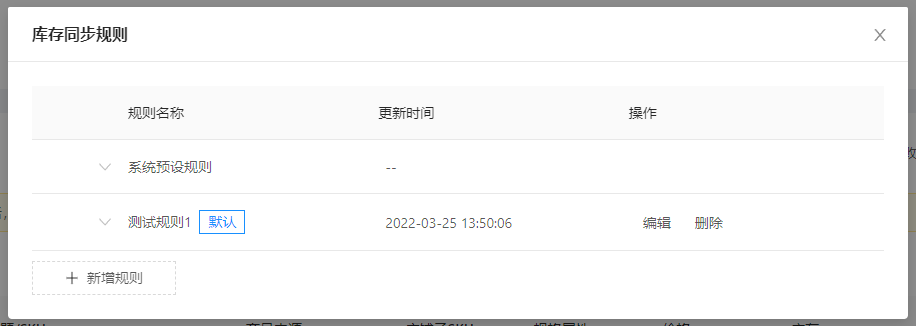 库存同步规则
规则名称 更新时间 操作
系统预设规则 --
测试规则1 默认 2022-03-25 13:50:06 编辑 删除
新增规则